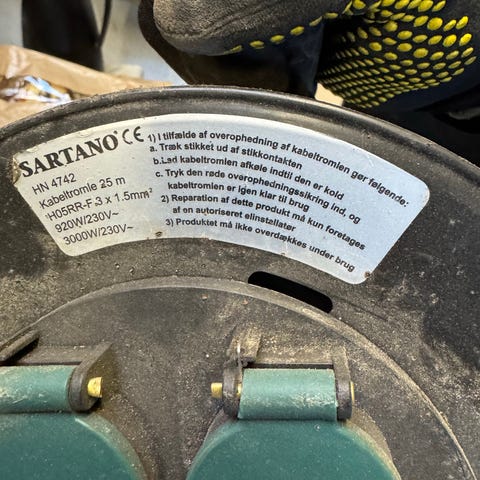 SARTANO CE
HN 4742
Kabeltromle 25 m
H05RR-F 3 x 1.5mm²
920W/230V~
3000W/230V~
1) I tilfælde af overophedning af kabeltromlen gør følgende:
a. Træk stikket ud af stikkontakten
b. Lad kabeltromlen afkøle indtil den er kold
c. Tryk den røde overophedningssikring ind, og
kabeltromlen er igen klar til brug
2) Reparation af dette produkt må kun foretages
af en autoriseret elinstallatør
3) Produktet må ikke overdækkes under brug